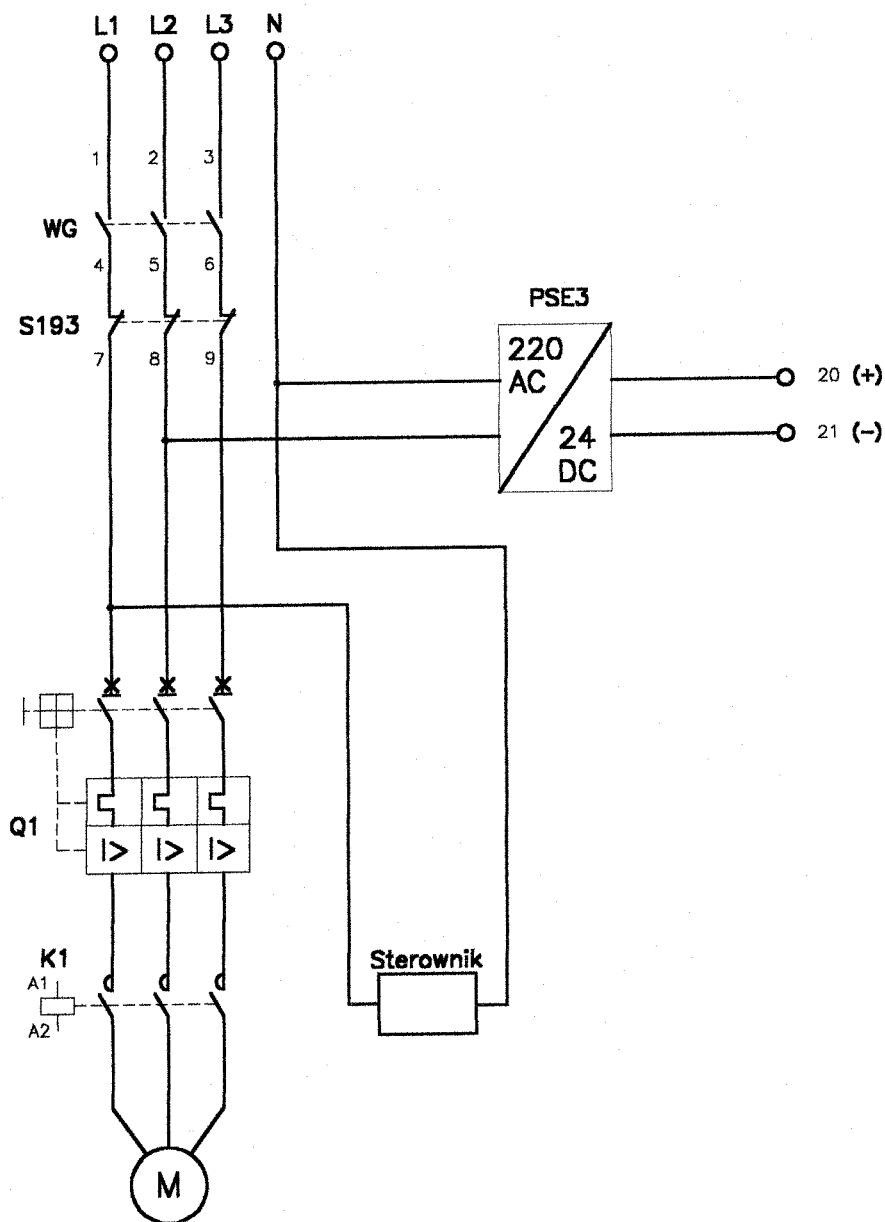 L1 L2 L3 N
1 2 3
WG
4 5 6
S193
7 8 9
PSE3
220
AC
24
DC
20 (+)
21 (-)
Q1
I> I> I>
K1
A1
A2
Sterownik
M